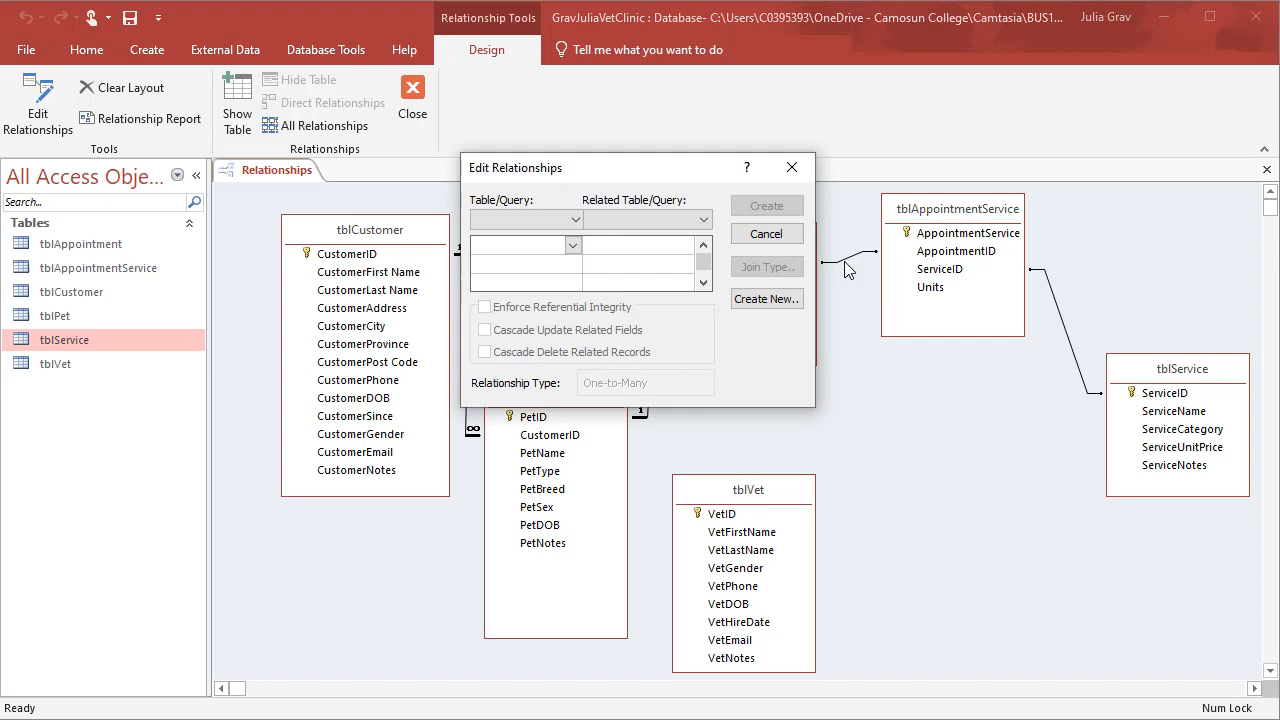 Relationship Tools
GravJuliaVetClinic : Database- C:\Users\C0395393\OneDrive - Camosun College\Camtasia\BUS1...
Julia Grav
File
Home
Create
External Data
Database Tools
Help
Design
Tell me what you want to do
Edit
Relationships
Clear Layout
Relationship Report
Tools
Show
Table
Hide Table
Direct Relationships
All Relationships
Close
Relationships
All Access Obje...
Search...
Tables
tblAppointment
tblAppointmentService
tblCustomer
tblPet
tblService
tblVet
Relationships
tblCustomer
CustomerID
CustomerFirst Name
CustomerLast Name
CustomerAddress
CustomerCity
CustomerProvince
CustomerPost Code
CustomerPhone
CustomerDOB
CustomerSince
CustomerGender
CustomerEmail
CustomerNotes
1
∞
Edit Relationships
?
Table/Query:
Related Table/Query:
Create
Cancel
Join Type..
Create New..
Enforce Referential Integrity
Cascade Update Related Fields
Cascade Delete Related Records
Relationship Type:
One-to-Many
PetID
CustomerID
PetName
PetType
PetBreed
PetSex
PetDOB
PetNotes
1
tblVet
VetID
VetFirstName
VetLastName
VetGender
VetPhone
VetDOB
VetHireDate
VetEmail
VetNotes
tblAppointmentService
AppointmentService
AppointmentID
ServiceID
Units
tblService
ServiceID
ServiceName
ServiceCategory
ServiceUnitPrice
ServiceNotes
Ready
Num Lock